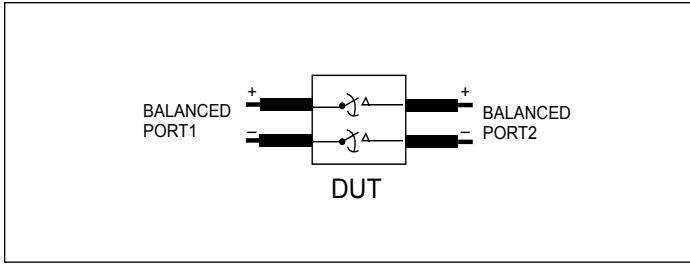 + +
BALANCED
PORT1
BALANCED
PORT2
− −
DUT